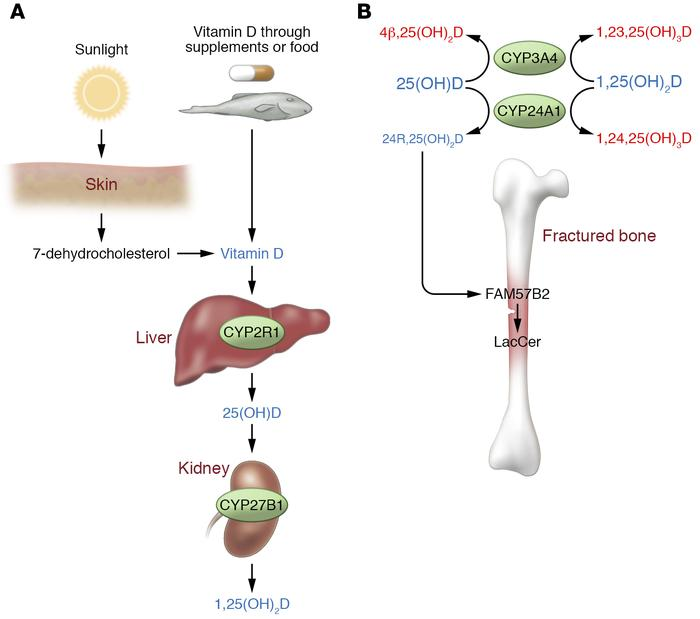 A
Sunlight
Vitamin D through
supplements or food
Skin
7-dehydrocholesterol
Vitamin D
Liver
CYP2R1
25(OH)D
Kidney
CYP27B1
1,25(OH)₂D
B
4β,25(OH)₂D
CYP3A4
1,23,25(OH)₃D
25(OH)D
1,25(OH)₂D
CYP24A1
24R,25(OH)₂D
1,24,25(OH)₃D
Fractured bone
FAM57B2
LacCer